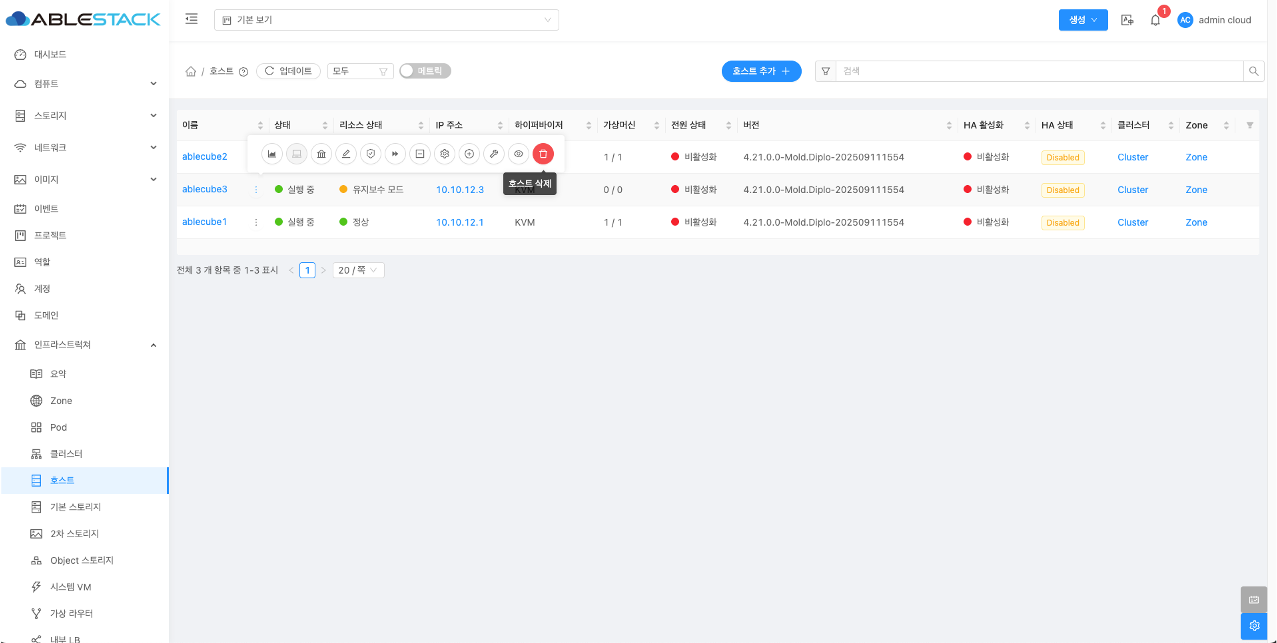 ABLESTACK
기본 보기
생성
1
AC
admin cloud
대시보드
컴퓨트
스토리지
네트워크
이미지
이벤트
프로젝트
역할
계정
도메인
인프라스트럭쳐
요약
Zone
Pod
클러스터
호스트
기본 스토리지
2차 스토리지
Object 스토리지
시스템 VM
가상 라우터
내부 LB
/ 호스트
업데이트
모두
메트릭
호스트 추가
검색
이름 상태 리소스 상태 IP 주소 하이퍼바이저 가상머신 전원 상태 버전 HA 활성화 HA 상태 클러스터 Zone
ablecube2 1 / 1 비활성화 4.21.0.0-Mold.Diplo-202509111554 비활성화 Disabled Cluster Zone
호스트 삭제
ablecube3 실행 중 유지보수 모드 10.10.12.3 KVM 0 / 0 비활성화 4.21.0.0-Mold.Diplo-202509111554 비활성화 Disabled Cluster Zone
ablecube1 실행 중 정상 10.10.12.1 KVM 1 / 1 비활성화 4.21.0.0-Mold.Diplo-202509111554 비활성화 Disabled Cluster Zone
전체 3 개 항목 중 1-3 표시 1 20 / 쪽